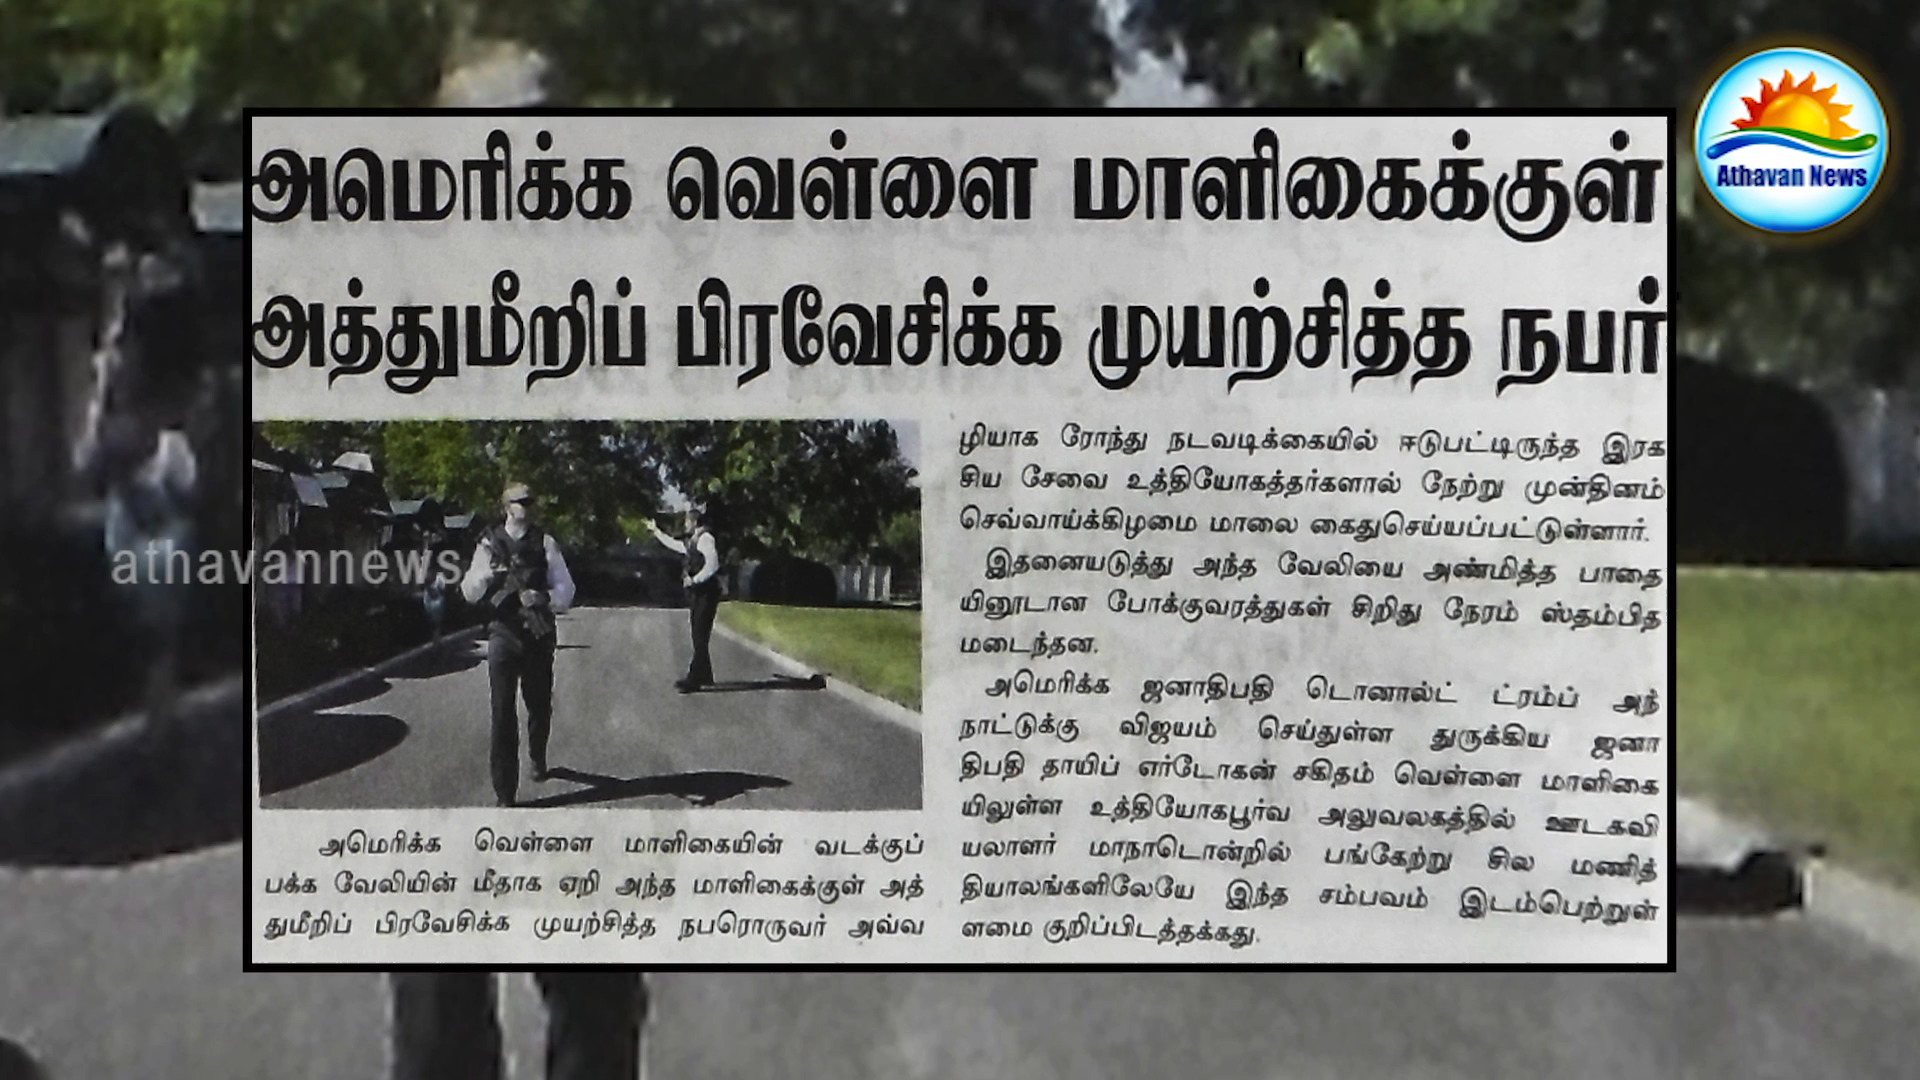 அமெரிக்க வெள்ளை மாளிகைக்குள்
அத்துமீறிப் பிரவேசிக்க முயற்சித்த நபர்
அமெரிக்க வெள்ளை மாளிகையின் வடக்குப்
பக்க வேலியின் மீதாக ஏறி அந்த மாளிகைக்குள் அத்
துமீறிப் பிரவேசிக்க முயற்சித்த நபரொருவர் அவ்வ
ழியாக ரோந்து நடவடிக்கையில் ஈடுபட்டிருந்த இரக
சிய சேவை உத்தியோகத்தர்களால் நேற்று முன்தினம்
செவ்வாய்க்கிழமை மாலை கைதுசெய்யப்பட்டுள்ளார்.
இதனையடுத்து அந்த வேலியை அண்மித்த பாதை
யினூடான போக்குவரத்துகள் சிறிது நேரம் ஸ்தம்பித
மடைந்தன.
அமெரிக்க ஜனாதிபதி டொனால்ட் ட்ரம்ப் அந்
நாட்டுக்கு விஜயம் செய்துள்ள துருக்கிய ஜனா
திபதி தாயிப் எர்டோகன் சகிதம் வெள்ளை மாளிகை
யிலுள்ள உத்தியோகபூர்வ அலுவலகத்தில் ஊடகவி
யலாளர் மாநாடொன்றில் பங்கேற்று சில மணித்
தியாலங்களிலேயே இந்த சம்பவம் இடம்பெற்றுள்
ளமை குறிப்பிடத்தக்கது.
Athavan News
athavannews